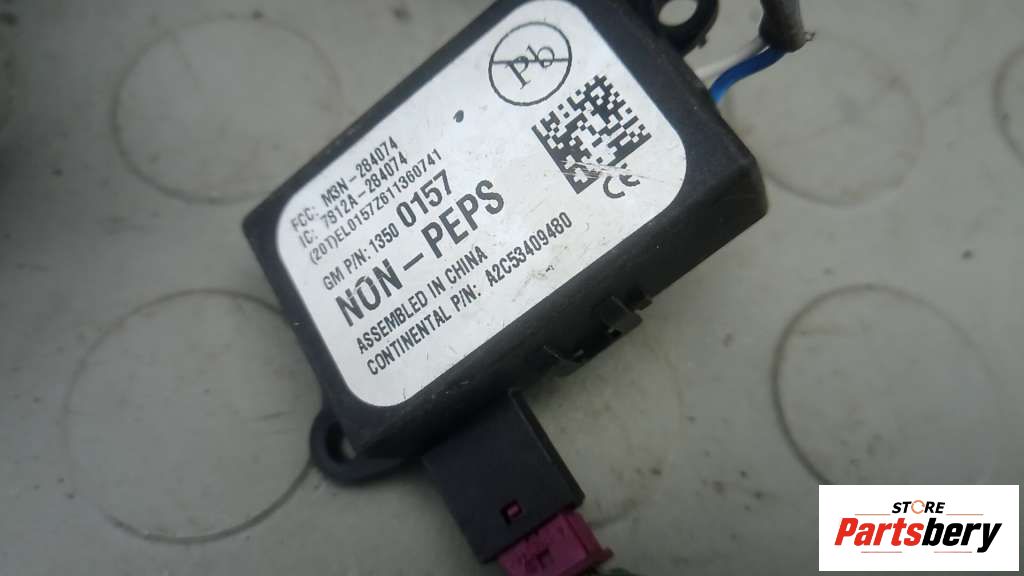 Pb
FCC: M3N-284074
IC: 7812A-284074
(20T)EL0157Z611360741
GM P/N: 1350 0157
NON-PEPS
ASSEMBLED IN CHINA
CONTINENTAL P/N: A2C53409480
CE
STORE
Partsbery